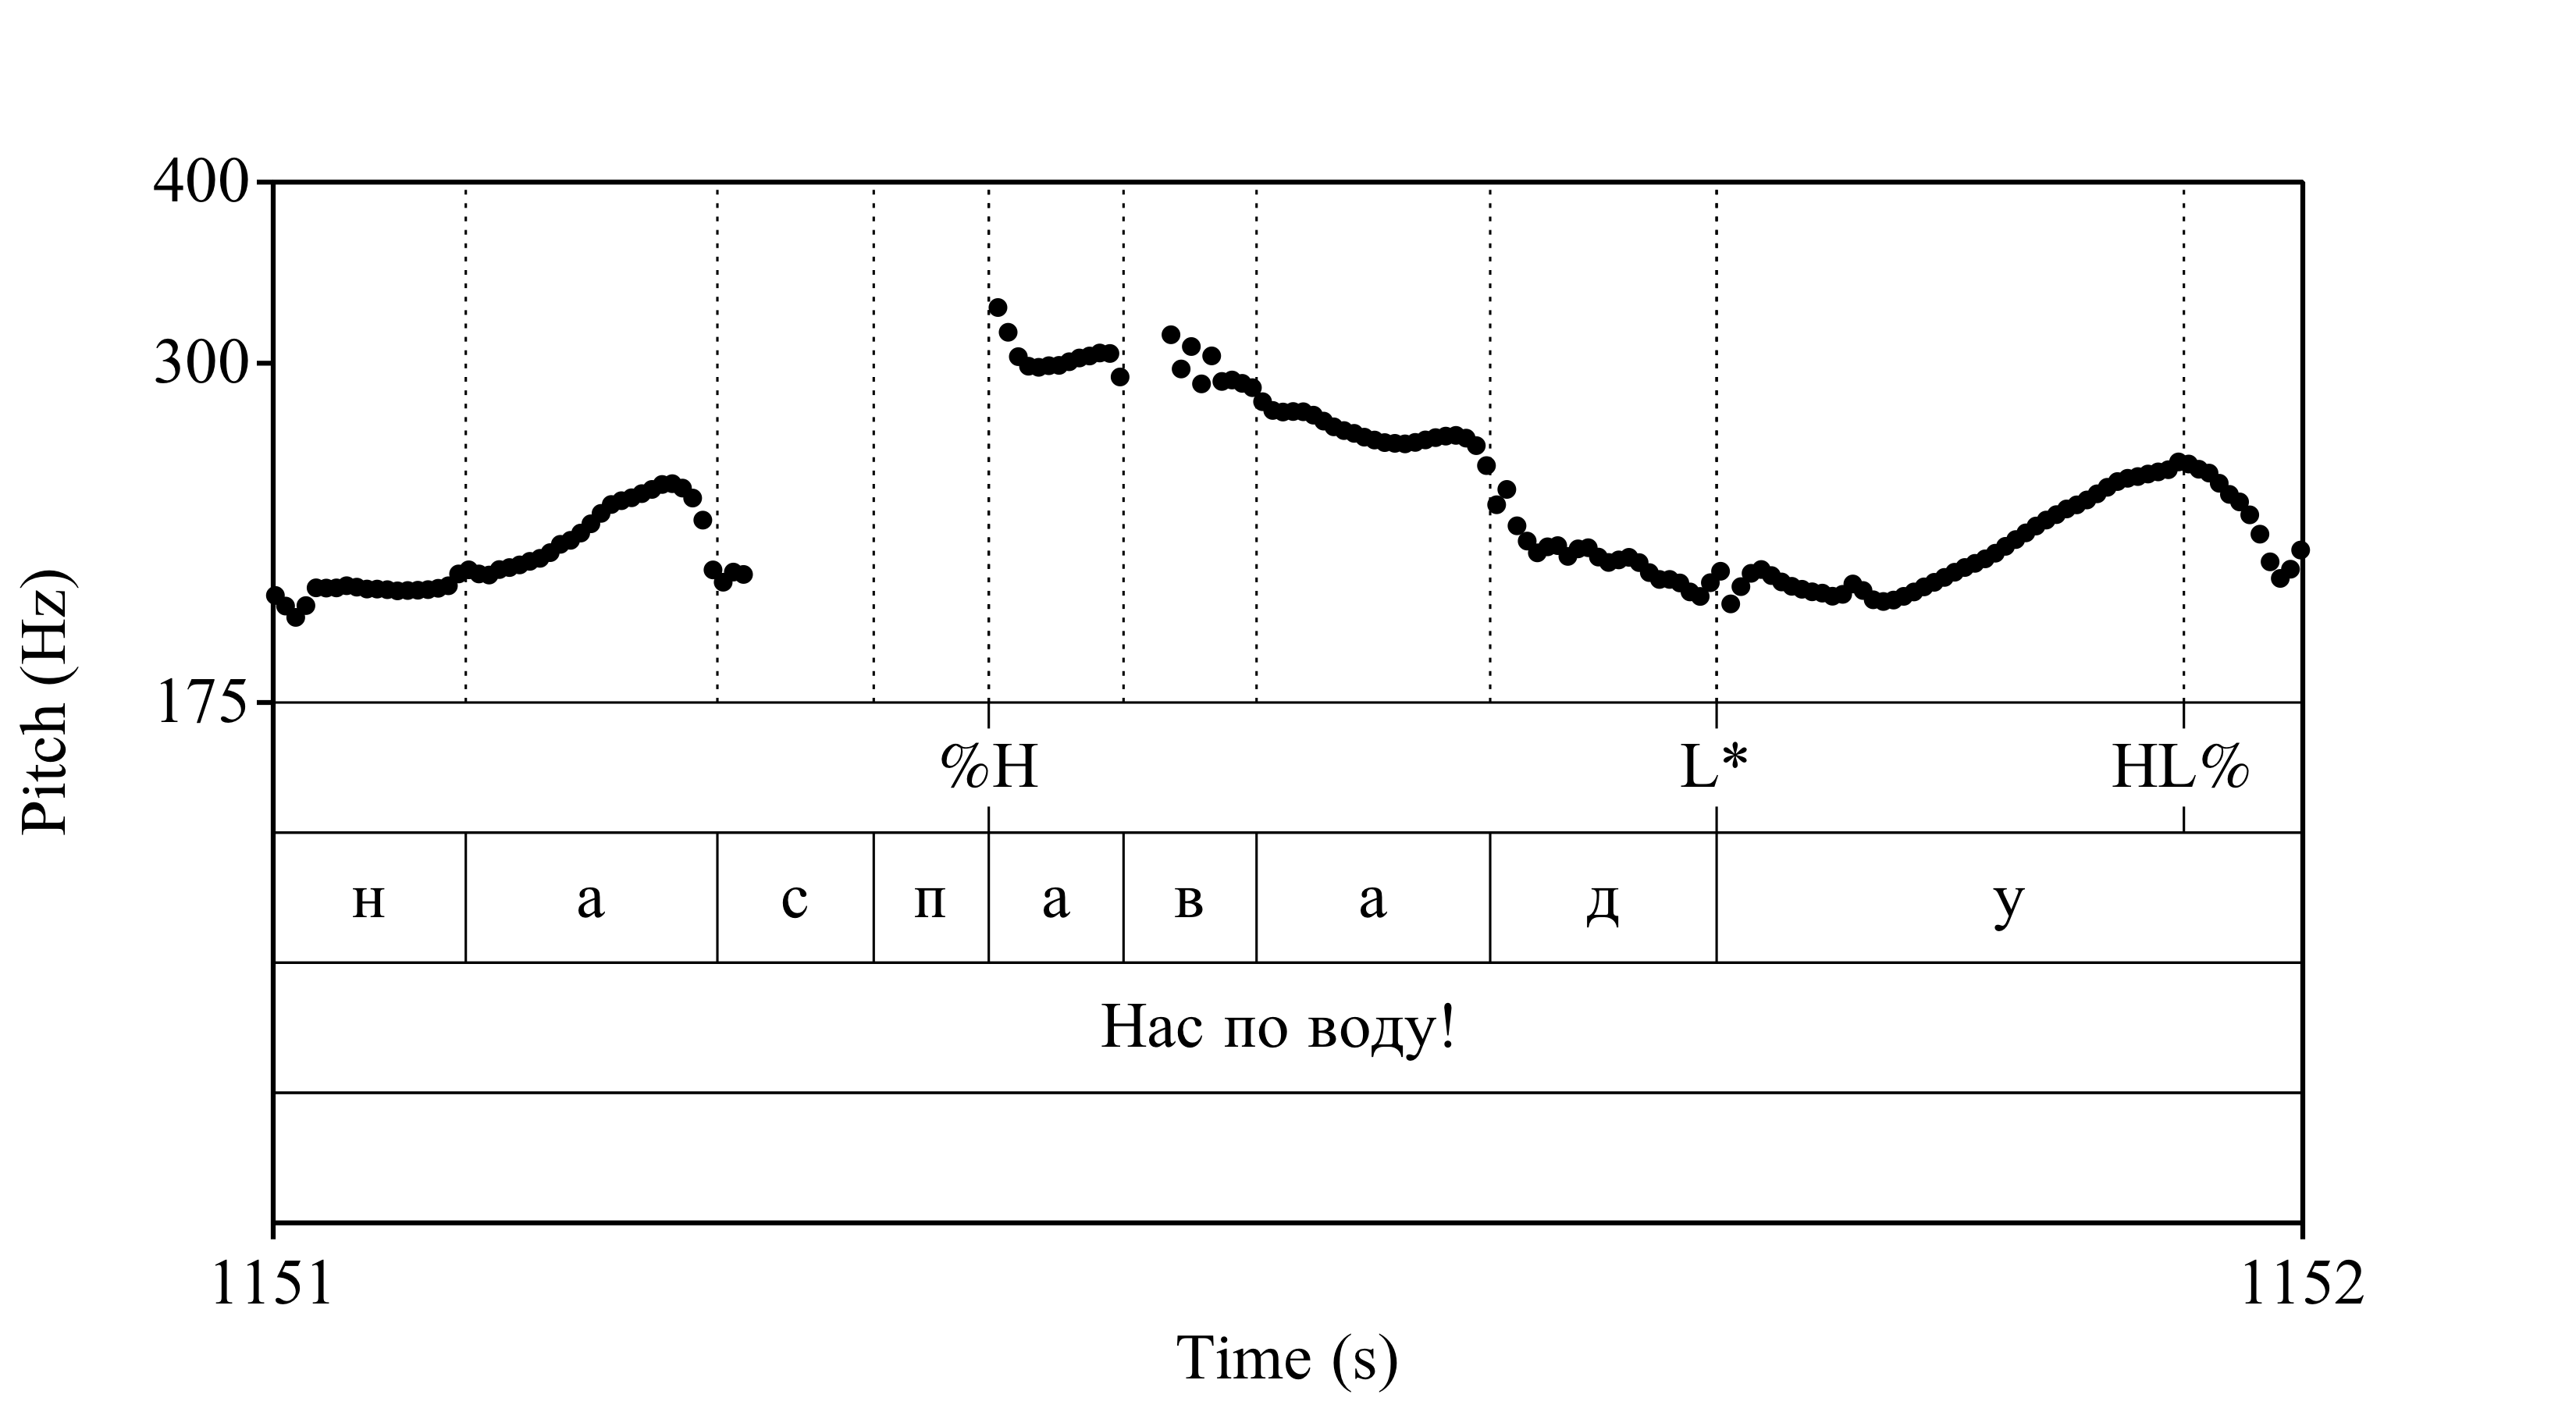 400
300
175
Pitch (Hz)
%H L* HL%
н а с п а в а д у
Нас по воду!
1151 1152
Time (s)